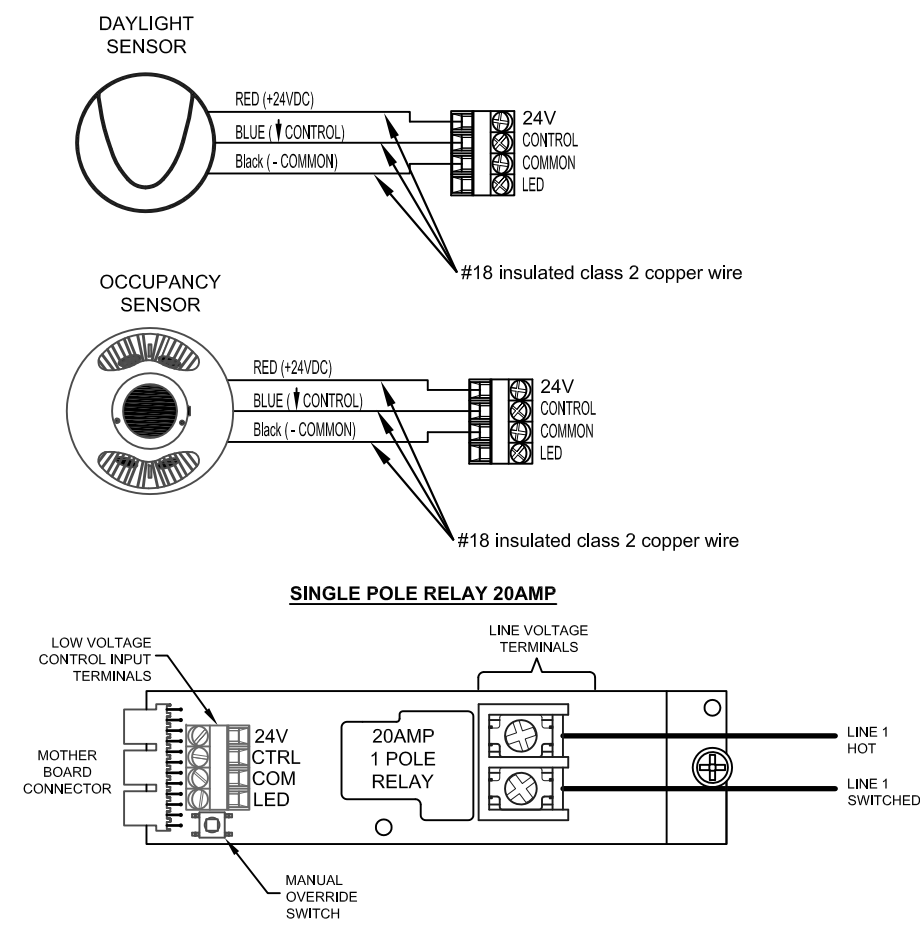 DAYLIGHT
SENSOR
RED (+24VDC)
BLUE (↓ CONTROL)
Black ( - COMMON)
24V
CONTROL
COMMON
LED
#18 insulated class 2 copper wire
OCCUPANCY
SENSOR
RED (+24VDC)
BLUE (↓ CONTROL)
Black ( - COMMON)
24V
CONTROL
COMMON
LED
#18 insulated class 2 copper wire
SINGLE POLE RELAY 20AMP
LOW VOLTAGE
CONTROL INPUT
TERMINALS
LINE VOLTAGE
TERMINALS
MOTHER
BOARD
CONNECTOR
24V
CTRL
COM
LED
20AMP
1 POLE
RELAY
LINE 1
HOT
LINE 1
SWITCHED
MANUAL
OVERRIDE
SWITCH